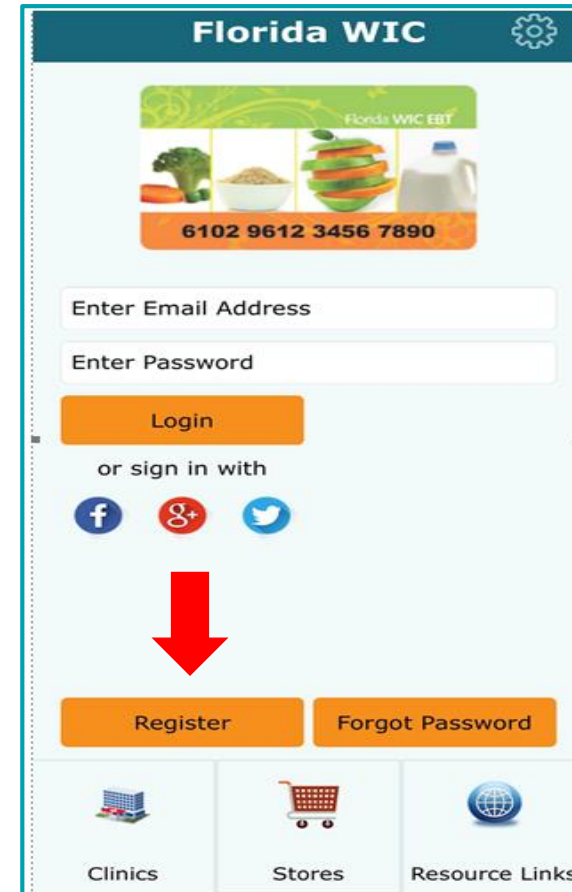 Florida WIC
Florida WIC EBT
6102 9612 3456 7890
Enter Email Address
Enter Password
Login
or sign in with
f 8+
Register Forgot Password
Clinics Stores Resource Links